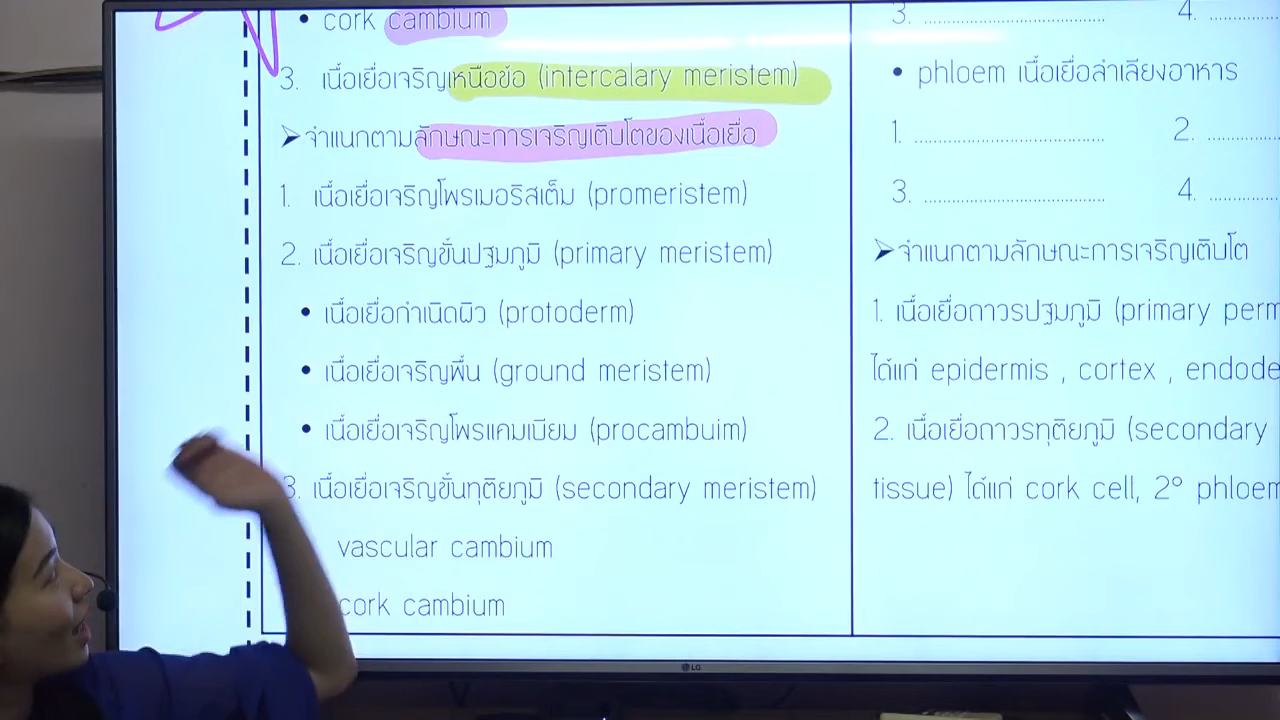 • cork cambium
3. เนื้อเยื่อเจริญเหนือข้อ (intercalary meristem)
➢จำแนกตามลักษณะการเจริญเติบโตของเนื้อเยื่อ
1. เนื้อเยื่อเจริญโพรเมอริสเต็ม (promeristem)
2. เนื้อเยื่อเจริญขั้นปฐมภูมิ (primary meristem)
• เนื้อเยื่อกำเนิดผิว (protoderm)
• เนื้อเยื่อเจริญพื้น (ground meristem)
• เนื้อเยื่อเจริญโพรแคมเบียม (procambuim)
3. เนื้อเยื่อเจริญขั้นทุติยภูมิ (secondary meristem)
vascular cambium
cork cambium
3. .......................................... 4. ................
• phloem เนื้อเยื่อลำเลียงอาหาร
1. .......................................... 2. ................
3. .......................................... 4. ................
➢จำแนกตามลักษณะการเจริญเติบโต
1. เนื้อเยื่อถาวรปฐมภูมิ (primary perm
ได้แก่ epidermis , cortex , endode
2. เนื้อเยื่อถาวรทุติยภูมิ (secondary
tissue) ได้แก่ cork cell, 2° phloem
LG